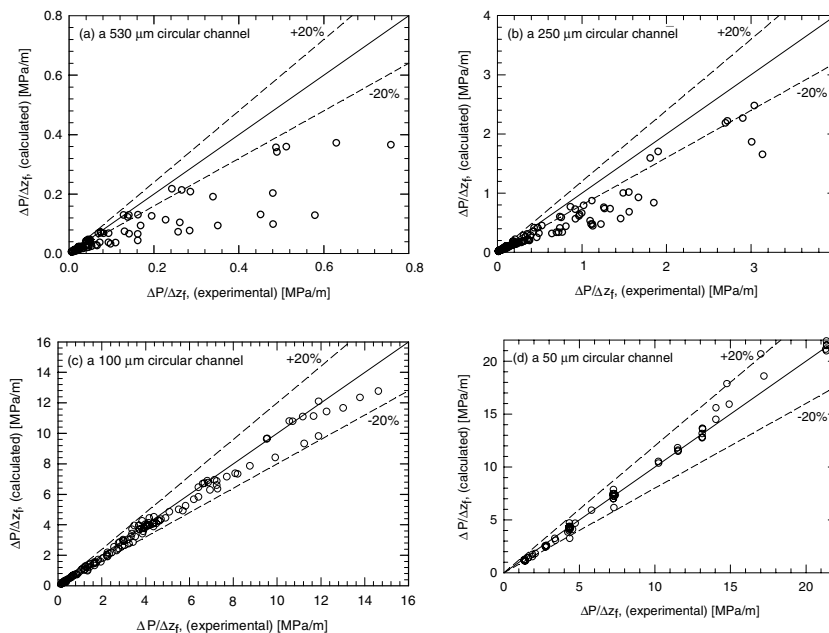 (a) a 530 μm circular channel
+20%
-20%
0.8
0.6
0.4
0.2
0.0
0.0 0.2 0.4 0.6 0.8
ΔP/Δz_f, (calculated) [MPa/m]
ΔP/Δz_f, (experimental) [MPa/m]
(b) a 250 μm circular channel
+20%
-20%
4
3
2
1
0
0 1 2 3
ΔP/Δz_f, (calculated) [MPa/m]
ΔP/Δz_f, (experimental) [MPa/m]
(c) a 100 μm circular channel
+20%
-20%
16
14
12
10
8
6
4
2
0
0 2 4 6 8 10 12 14 16
ΔP/Δz_f, (calculated) [MPa/m]
ΔP/Δz_f, (experimental) [MPa/m]
(d) a 50 μm circular channel
+20%
-20%
20
15
10
5
0
0 5 10 15 20
ΔP/Δz_f, (calculated) [MPa/m]
ΔP/Δz_f, (experimental) [MPa/m]